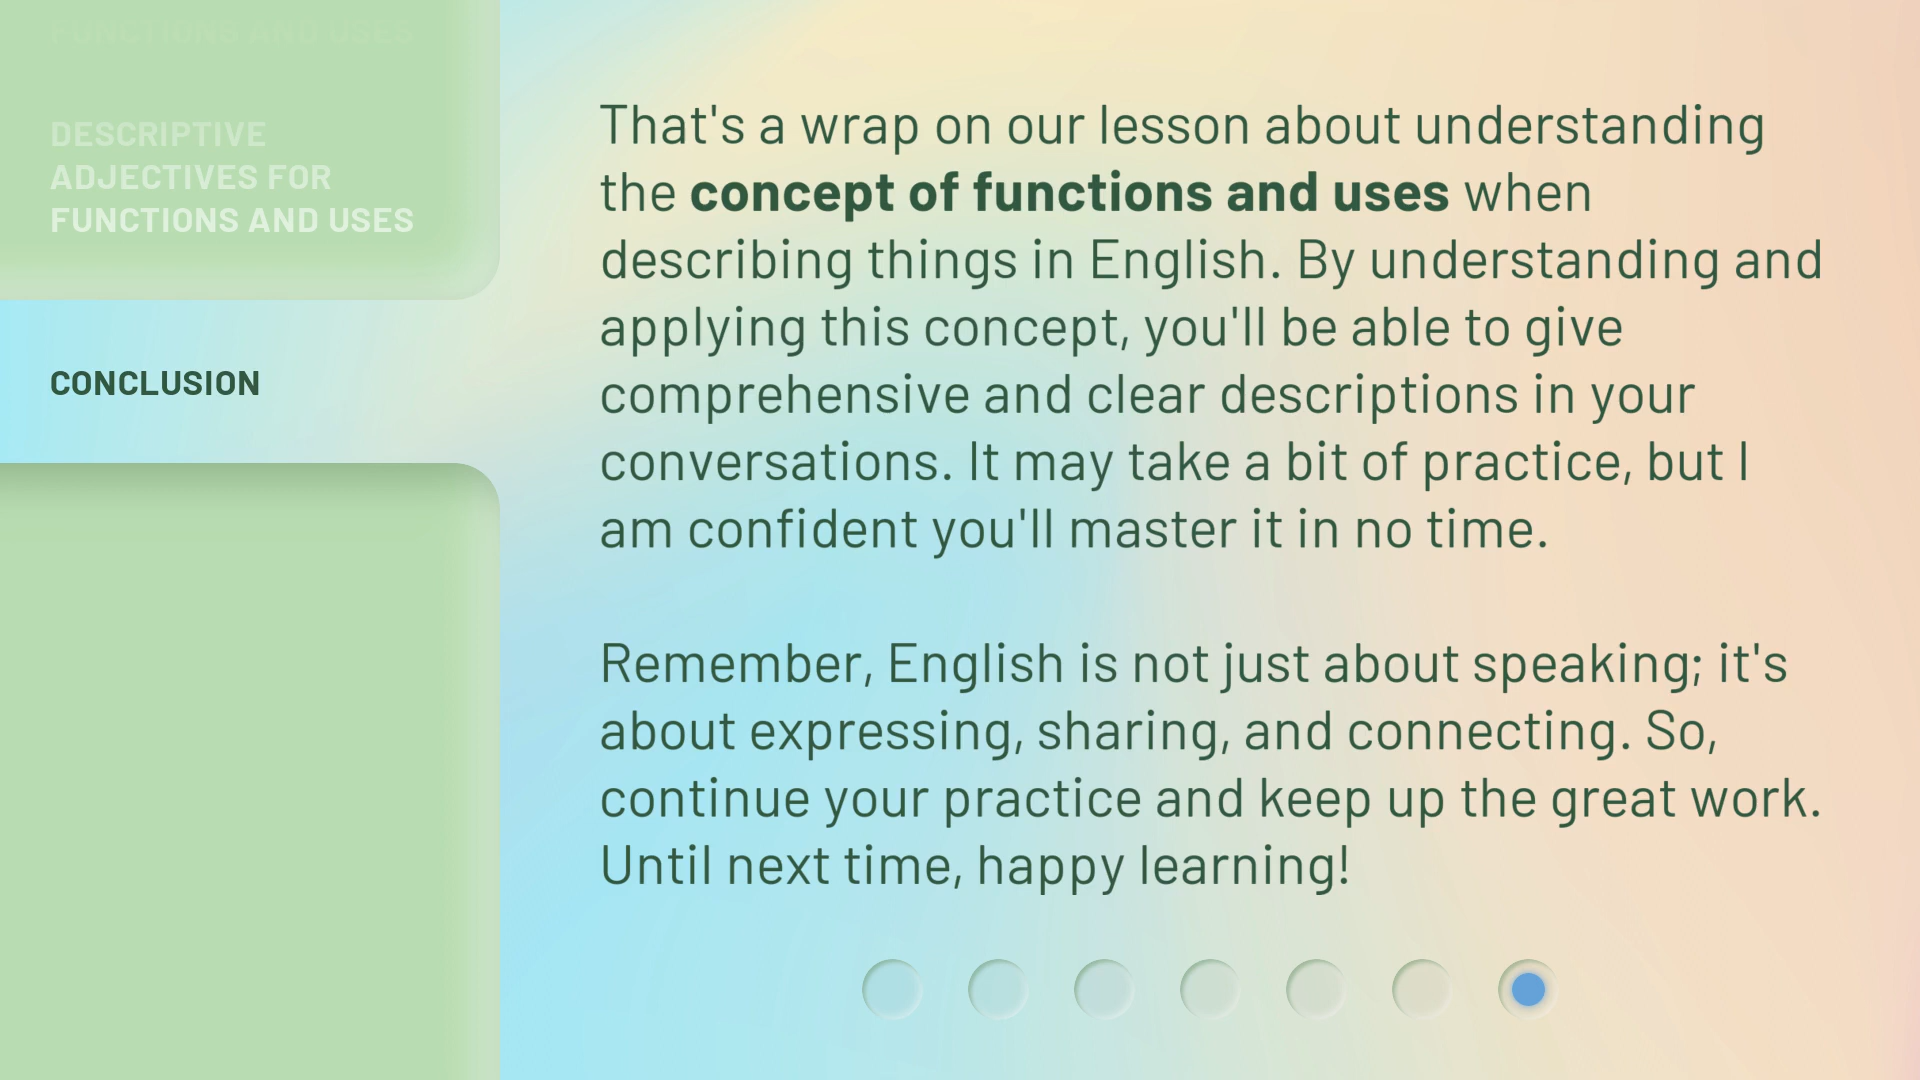 FUNCTIONS AND USES
DESCRIPTIVE
ADJECTIVES FOR
FUNCTIONS AND USES
CONCLUSION
That's a wrap on our lesson about understanding
the concept of functions and uses when
describing things in English. By understanding and
applying this concept, you'll be able to give
comprehensive and clear descriptions in your
conversations. It may take a bit of practice, but I
am confident you'll master it in no time.
Remember, English is not just about speaking; it's
about expressing, sharing, and connecting. So,
continue your practice and keep up the great work.
Until next time, happy learning!